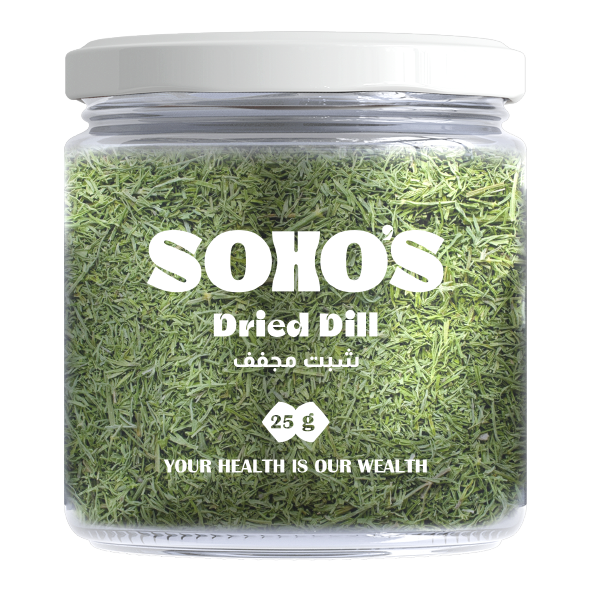 SOHO'S
Dried Dill
شبت مجفف
25 g
YOUR HEALTH IS OUR WEALTH